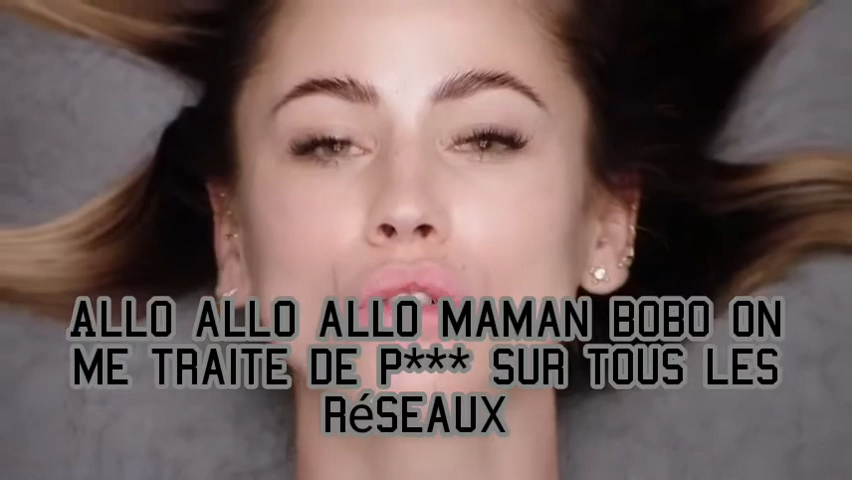 ALLO ALLO ALLO MAMAN BOBO ON
ME TRAITE DE P*** SUR TOUS LES
RéSEAUX